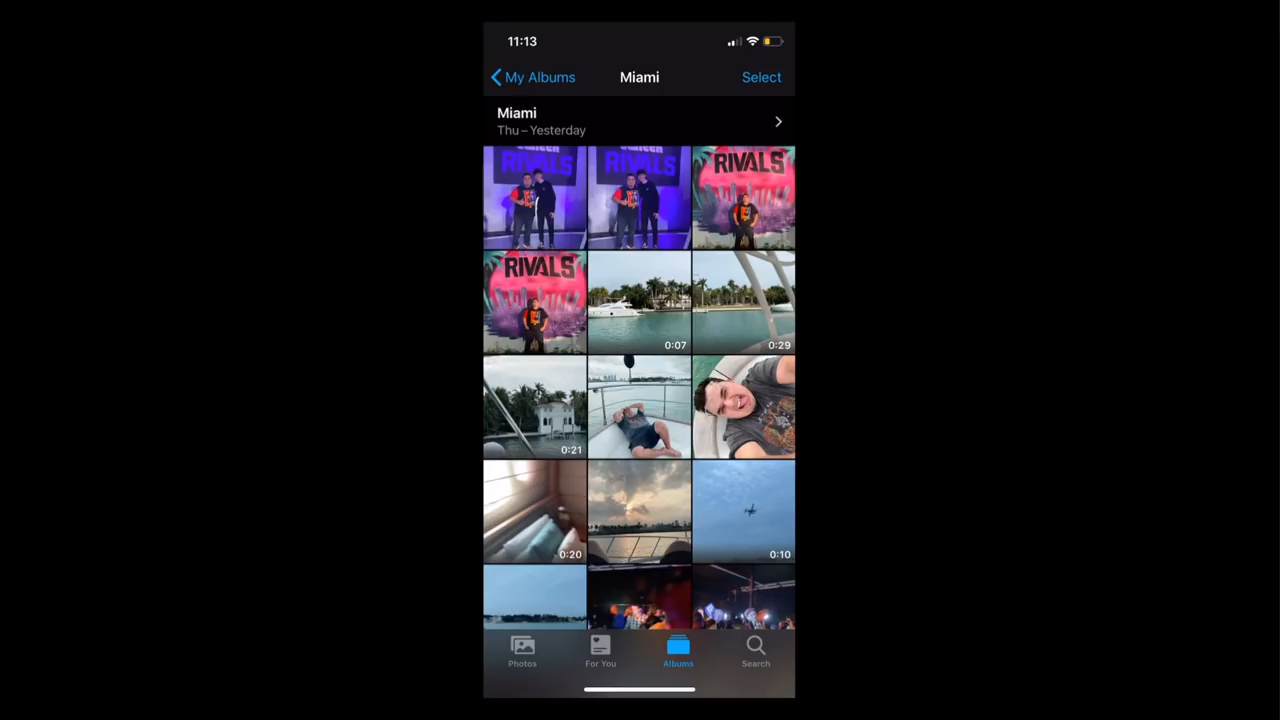 11:13
My Albums
Miami
Select
Miami
Thu – Yesterday
RIVALS
RIVALS
RIVALS
RIVALS
0:07
0:29
0:21
0:20
0:10
Photos
For You
Albums
Search